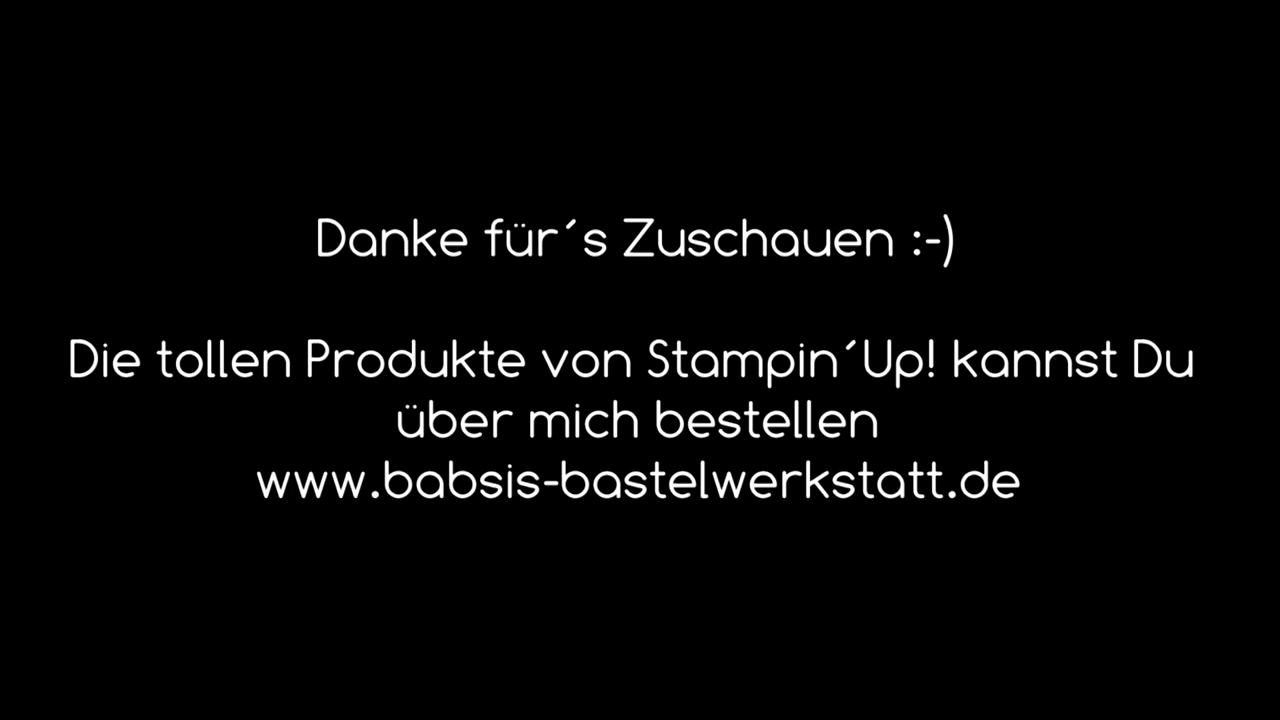 Danke für´s Zuschauen :-)
Die tollen Produkte von Stampin´Up! kannst Du
über mich bestellen
www.babsis-bastelwerkstatt.de